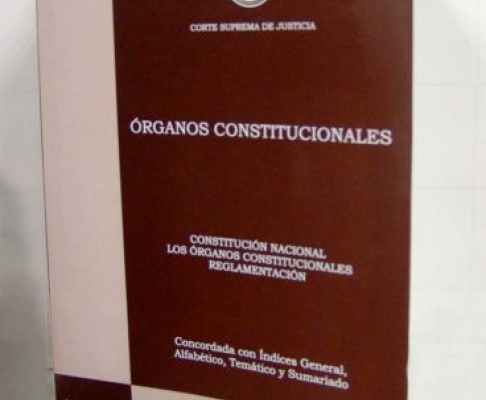 CORTE SUPREMA DE JUSTICIA
ÓRGANOS CONSTITUCIONALES
CONSTITUCIÓN NACIONAL
LOS ÓRGANOS CONSTITUCIONALES
REGLAMENTACIÓN
Concordada con Índices General,
Alfabético, Temático y Sumariado